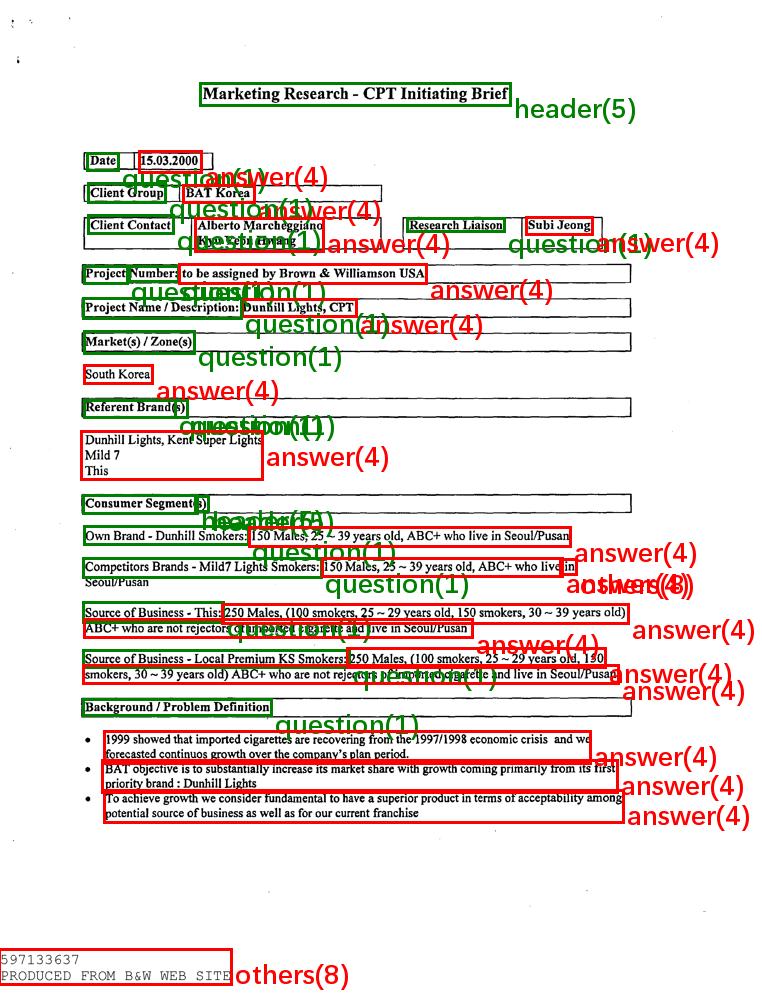 Marketing Research - CPT Initiating Brief
header(5)
Date 15.03.2000
question(1) answer(4)
Client Group BAT Korea
question(1) answer(4)
Client Contact Alberto Marcheggiano Research Liaison Subi Jeong
question(1) answer(4) question(1) answer(4)
Project Number: to be assigned by Brown & Williamson USA
question(1) question(1) answer(4)
Project Name / Description: Dunhill Lights, CPT
question(1) answer(4)
Market(s) / Zone(s)
question(1)
South Korea
answer(4)
Referent Brand(s)
question(1) question(1)
Dunhill Lights, Kent Super Lights
Mild 7
This
answer(4)
Consumer Segment(s)
header(5) header(5)
Own Brand - Dunhill Smokers: 150 Males, 25 ~ 39 years old, ABC+ who live in Seoul/Pusan
question(1) answer(4)
Competitors Brands - Mild7 Lights Smokers: 150 Males, 25 ~ 39 years old, ABC+ who live in
Seoul/Pusan
question(1) answer(4) others(8)
Source of Business - This: 250 Males, (100 smokers, 25 ~ 29 years old, 150 smokers, 30 ~ 39 years old)
ABC+ who are not rejectors of imported cigarette and live in Seoul/Pusan
question(1) answer(4) answer(4)
Source of Business - Local Premium KS Smokers: 250 Males, (100 smokers, 25 ~ 29 years old, 150
smokers, 30 ~ 39 years old) ABC+ who are not rejectors of imported cigarette and live in Seoul/Pusan
question(1) answer(4) answer(4)
Background / Problem Definition
question(1)
• 1999 showed that imported cigarettes are recovering from the 1997/1998 economic crisis and we
forecasted continuos growth over the company's plan period.
answer(4)
• BAT objective is to substantially increase its market share with growth coming primarily from its first
priority brand : Dunhill Lights
answer(4)
• To achieve growth we consider fundamental to have a superior product in terms of acceptability among
potential source of business as well as for our current franchise
answer(4)
597133637
PRODUCED FROM B&W WEB SITE
others(8)